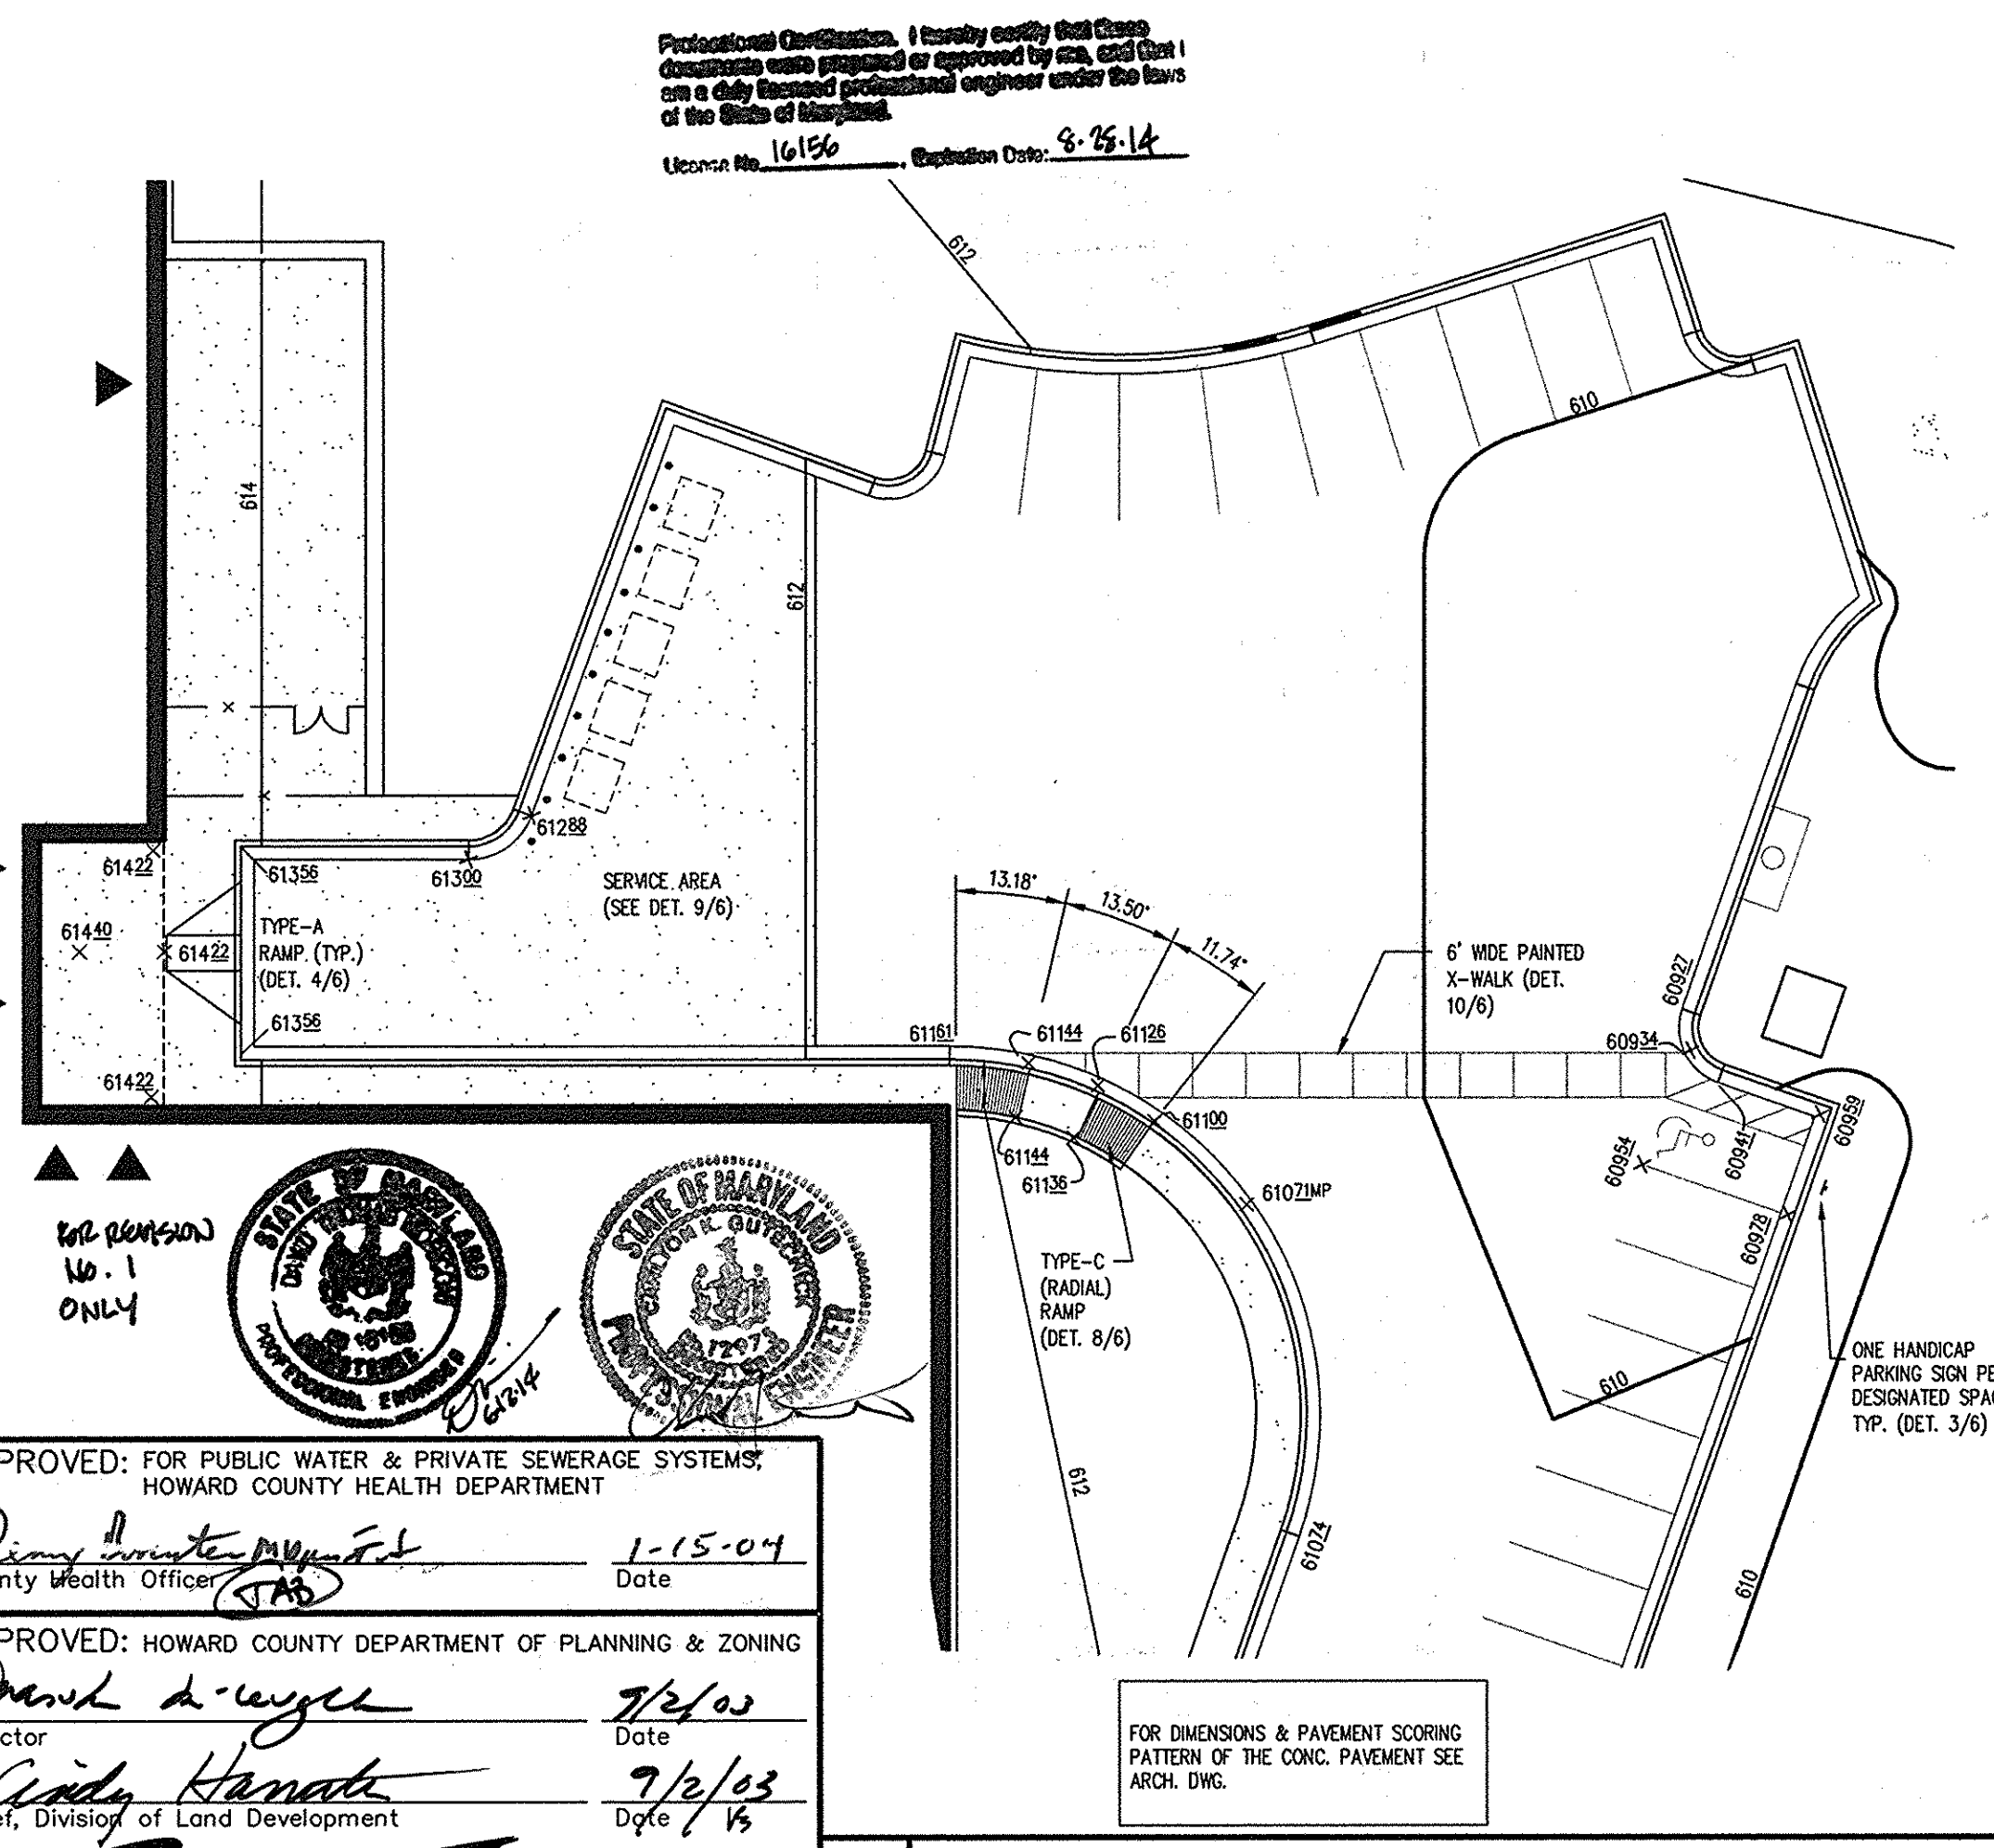 Professional Certification. I hereby certify that these
documents were prepared or approved by me, and that I
am a duly licensed professional engineer under the laws
of the State of Maryland.
License No. 16156, Expiration Date: 8.28.14
612
610
614
612
61288
61422
61356
61300
SERVICE AREA
(SEE DET. 9/6)
13.18'
13.50'
11.74'
61440
61422
TYPE-A
RAMP (TYP.)
(DET. 4/6)
6' WIDE PAINTED
X-WALK (DET.
10/6)
60927
61356
61161
61144
61126
60934
61422
61100
60959
60941
60954
61144
61136
61071MP
60978
FOR REVISION
NO. 1
ONLY
STATE OF MARYLAND
PROFESSIONAL ENGINEER
6.12.14
STATE OF MARYLAND
PROFESSIONAL ENGINEER
TYPE-C
(RADIAL)
RAMP
(DET. 8/6)
ONE HANDICAP
PARKING SIGN PE
DESIGNATED SPAC
TYP. (DET. 3/6)
610
612
61074
610
PROVED: FOR PUBLIC WATER & PRIVATE SEWERAGE SYSTEMS,
HOWARD COUNTY HEALTH DEPARTMENT
1-15-04
nty Health Officer Date
JAB
PROVED: HOWARD COUNTY DEPARTMENT OF PLANNING & ZONING
9/2/03
ctor Date
Cindy Hamilton 9/2/03
ef, Division of Land Development Date
FOR DIMENSIONS & PAVEMENT SCORING
PATTERN OF THE CONC. PAVEMENT SEE
ARCH. DWG.